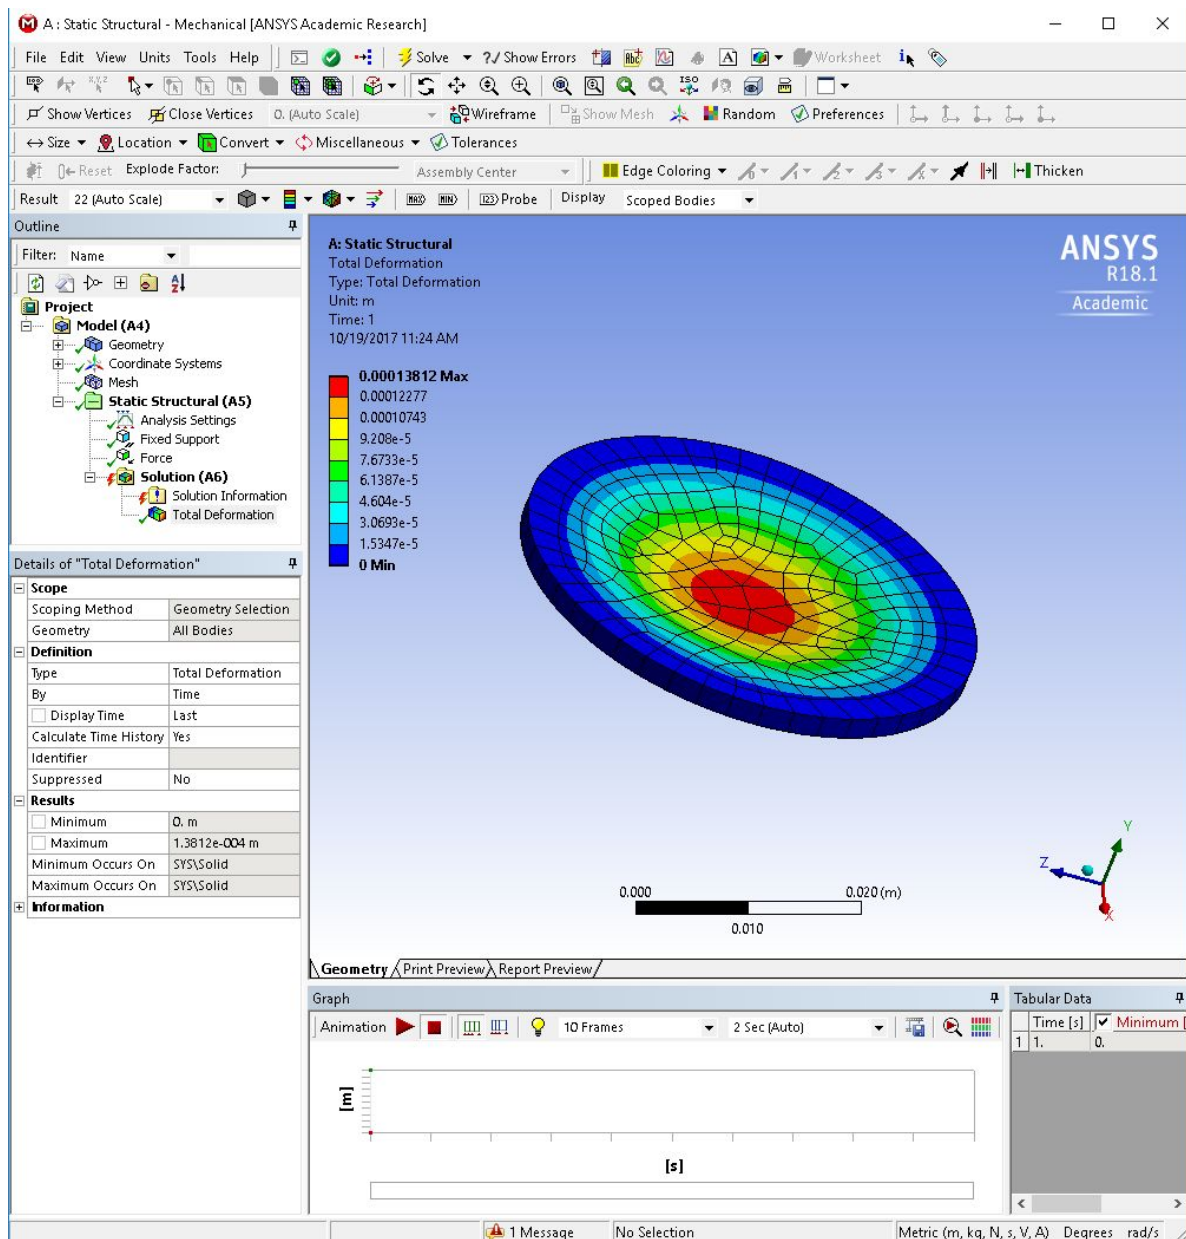 A : Static Structural - Mechanical [ANSYS Academic Research]
File Edit View Units Tools Help Solve ?/ Show Errors Worksheet
Show Vertices Close Vertices 0. (Auto Scale) Wireframe Show Mesh Random Preferences
Size Location Convert Miscellaneous Tolerances
Reset Explode Factor: Assembly Center Edge Coloring Thicken
Result 22 (Auto Scale) MAX MIN 123 Probe Display Scoped Bodies
Outline
Filter: Name
Project
Model (A4)
Geometry
Coordinate Systems
Mesh
Static Structural (A5)
Analysis Settings
Fixed Support
Force
Solution (A6)
Solution Information
Total Deformation
Details of "Total Deformation"
Scope
Scoping Method Geometry Selection
Geometry All Bodies
Definition
Type Total Deformation
By Time
Display Time Last
Calculate Time History Yes
Identifier
Suppressed No
Results
Minimum 0. m
Maximum 1.3812e-004 m
Minimum Occurs On SYS\Solid
Maximum Occurs On SYS\Solid
Information
A: Static Structural
Total Deformation
Type: Total Deformation
Unit: m
Time: 1
10/19/2017 11:24 AM
0.00013812 Max
0.00012277
0.00010743
9.208e-5
7.6733e-5
6.1387e-5
4.604e-5
3.0693e-5
1.5347e-5
0 Min
ANSYS
R18.1
Academic
Y
Z
X
0.000 0.020 (m)
0.010
Geometry Print Preview Report Preview
Graph
Animation 10 Frames 2 Sec (Auto)
[m]
[s]
Tabular Data
Time [s] Minimum [
1 1. 0.
1 Message No Selection Metric (m, kg, N, s, V, A) Degrees rad/s